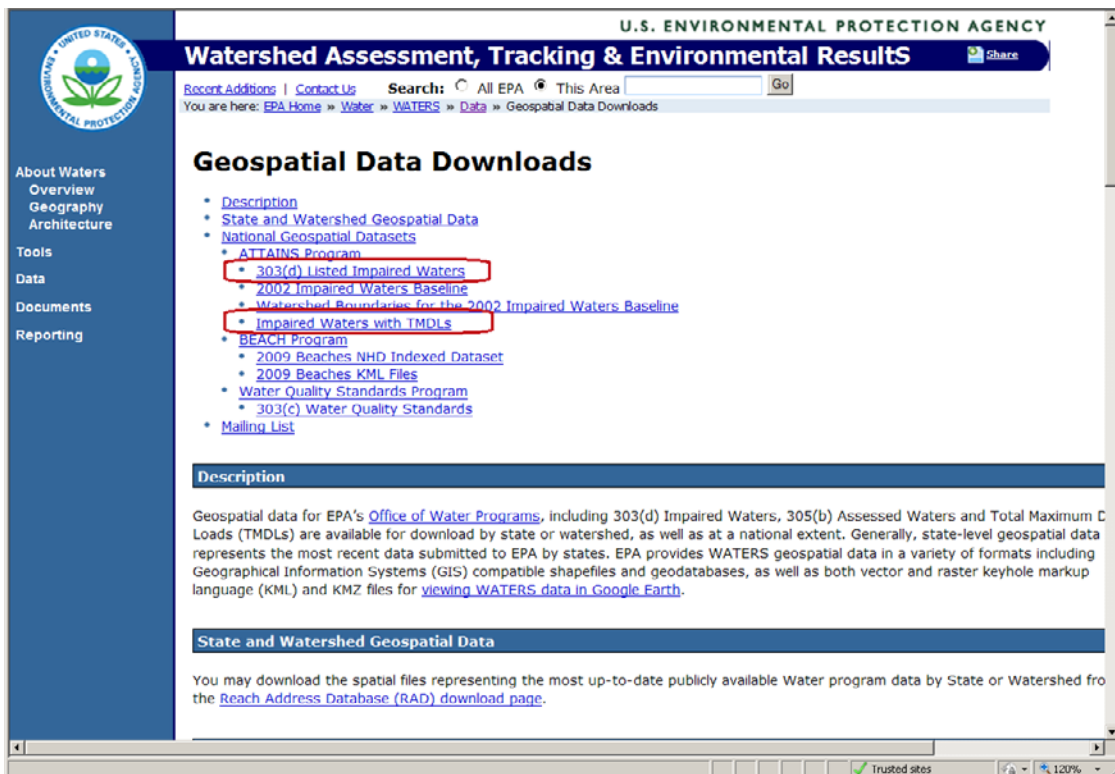 U.S. ENVIRONMENTAL PROTECTION AGENCY
UNITED STATES
ENVIRONMENTAL PROTECTION AGENCY
Watershed Assessment, Tracking & Environmental ResultS
Share
Recent Additions | Contact Us Search: All EPA This Area Go
You are here: EPA Home » Water » WATERS » Data » Geospatial Data Downloads
About Waters
Overview
Geography
Architecture
Tools
Data
Documents
Reporting
Geospatial Data Downloads
Description
State and Watershed Geospatial Data
National Geospatial Datasets
ATTAINS Program
303(d) Listed Impaired Waters
2002 Impaired Waters Baseline
Watershed Boundaries for the 2002 Impaired Waters Baseline
Impaired Waters with TMDLs
BEACH Program
2009 Beaches NHD Indexed Dataset
2009 Beaches KML Files
Water Quality Standards Program
303(c) Water Quality Standards
Mailing List
Description
Geospatial data for EPA's Office of Water Programs, including 303(d) Impaired Waters, 305(b) Assessed Waters and Total Maximum D
Loads (TMDLs) are available for download by state or watershed, as well as at a national extent. Generally, state-level geospatial data
represents the most recent data submitted to EPA by states. EPA provides WATERS geospatial data in a variety of formats including
Geographical Information Systems (GIS) compatible shapefiles and geodatabases, as well as both vector and raster keyhole markup
language (KML) and KMZ files for viewing WATERS data in Google Earth.
State and Watershed Geospatial Data
You may download the spatial files representing the most up-to-date publicly available Water program data by State or Watershed fro
the Reach Address Database (RAD) download page.
Trusted sites 120%